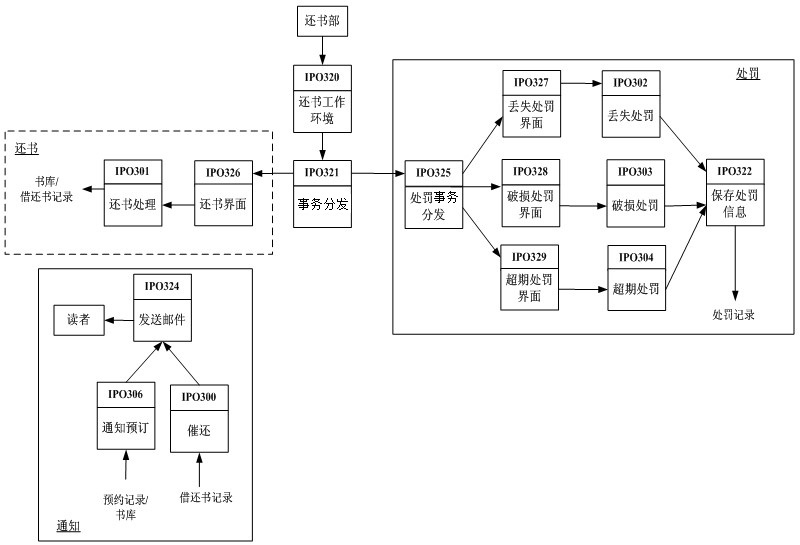 还书部
IPO320
还书工作
环境
IPO321
事务分发
还书
IPO301
还书处理
IPO326
还书界面
书库/
借还书记录
处罚
IPO325
处罚事务
分发
IPO327
丢失处罚
界面
IPO302
丢失处罚
IPO328
破损处罚
界面
IPO303
破损处罚
IPO329
超期处罚
界面
IPO304
超期处罚
IPO322
保存处罚
信息
处罚记录
IPO324
发送邮件
读者
IPO306
通知预订
IPO300
催还
预约记录/
书库
借还书记录
通知